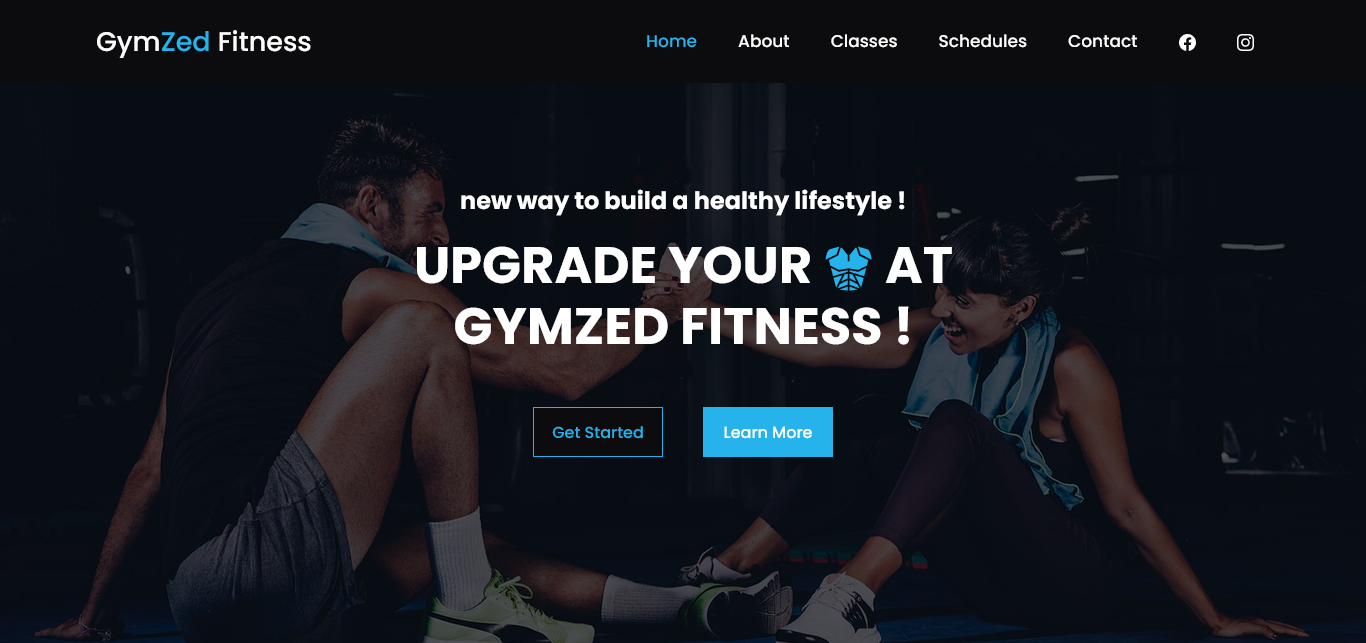 GymZed Fitness
Home About Classes Schedules Contact
new way to build a healthy lifestyle !
UPGRADE YOUR AT
GYMZED FITNESS !
Get Started Learn More